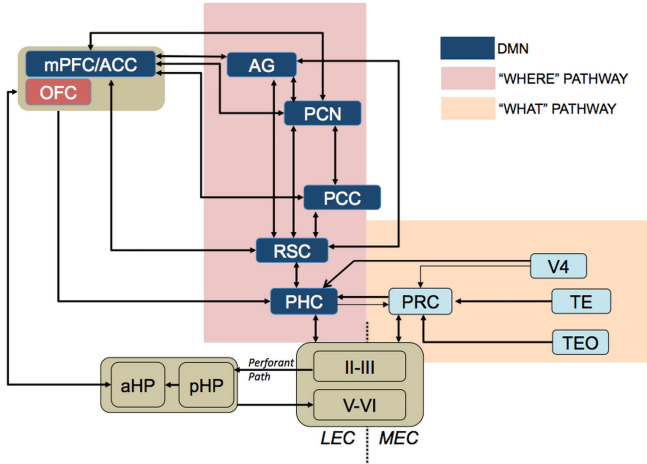 mPFC/ACC
OFC
AG
PCN
PCC
RSC
PHC
PRC
V4
TE
TEO
DMN
"WHERE" PATHWAY
"WHAT" PATHWAY
aHP
pHP
Perforant
Path
II-III
V-VI
LEC
MEC